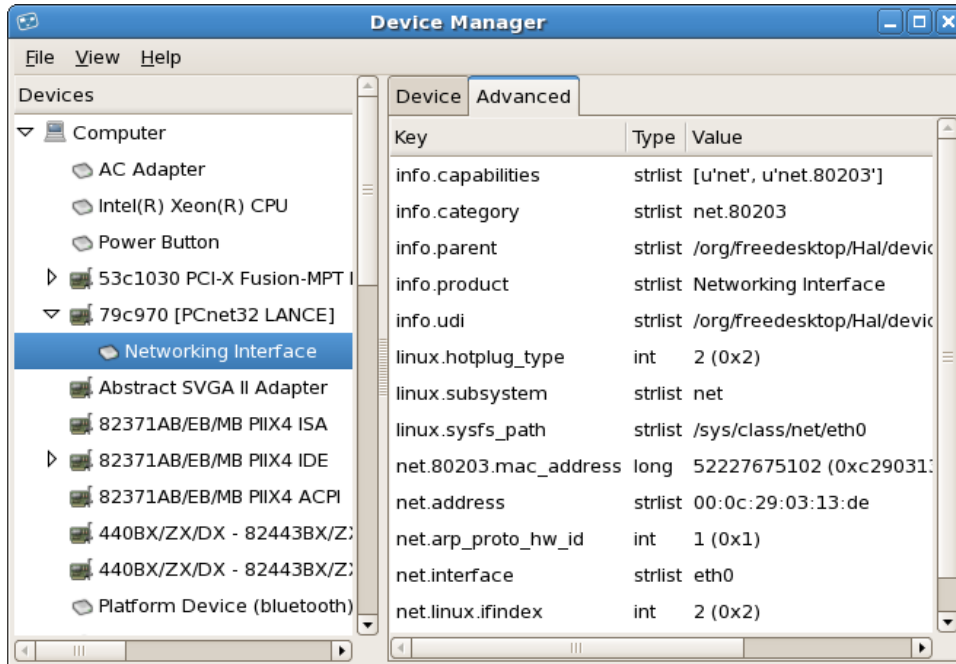 Device Manager
File View Help
Devices
Computer
AC Adapter
Intel(R) Xeon(R) CPU
Power Button
53c1030 PCI-X Fusion-MPT
79c970 [PCnet32 LANCE]
Networking Interface
Abstract SVGA II Adapter
82371AB/EB/MB PIIX4 ISA
82371AB/EB/MB PIIX4 IDE
82371AB/EB/MB PIIX4 ACPI
440BX/ZX/DX - 82443BX/ZX
440BX/ZX/DX - 82443BX/ZX
Platform Device (bluetooth)
Device Advanced
Key Type Value
info.capabilities strlist [u'net', u'net.80203']
info.category strlist net.80203
info.parent strlist /org/freedesktop/Hal/devic
info.product strlist Networking Interface
info.udi strlist /org/freedesktop/Hal/devic
linux.hotplug_type int 2 (0x2)
linux.subsystem strlist net
linux.sysfs_path strlist /sys/class/net/eth0
net.80203.mac_address long 52227675102 (0xc29031
net.address strlist 00:0c:29:03:13:de
net.arp_proto_hw_id int 1 (0x1)
net.interface strlist eth0
net.linux.ifindex int 2 (0x2)